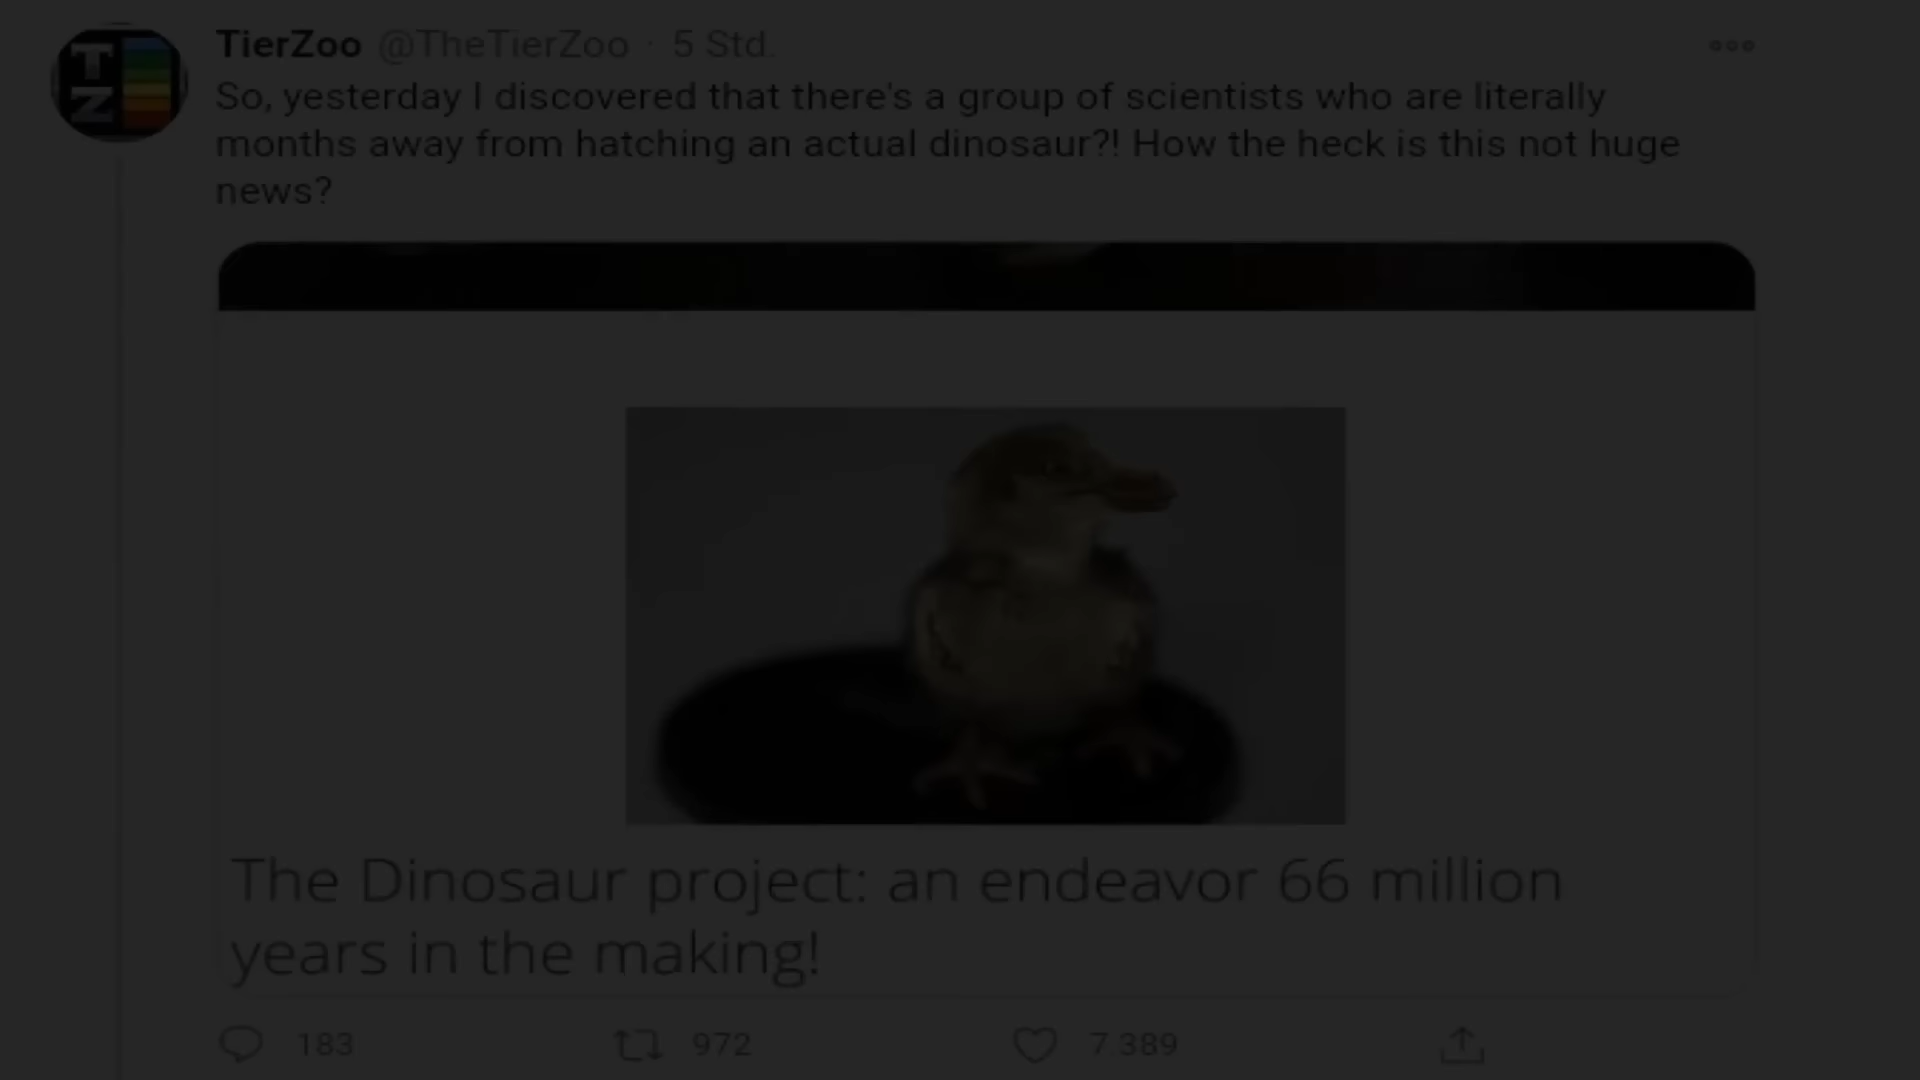 TierZoo @TheTierZoo · 5 Std.
So, yesterday I discovered that there's a group of scientists who are literally
months away from hatching an actual dinosaur?! How the heck is this not huge
news?
The Dinosaur project: an endeavor 66 million
years in the making!
183 972 7.389
TZ